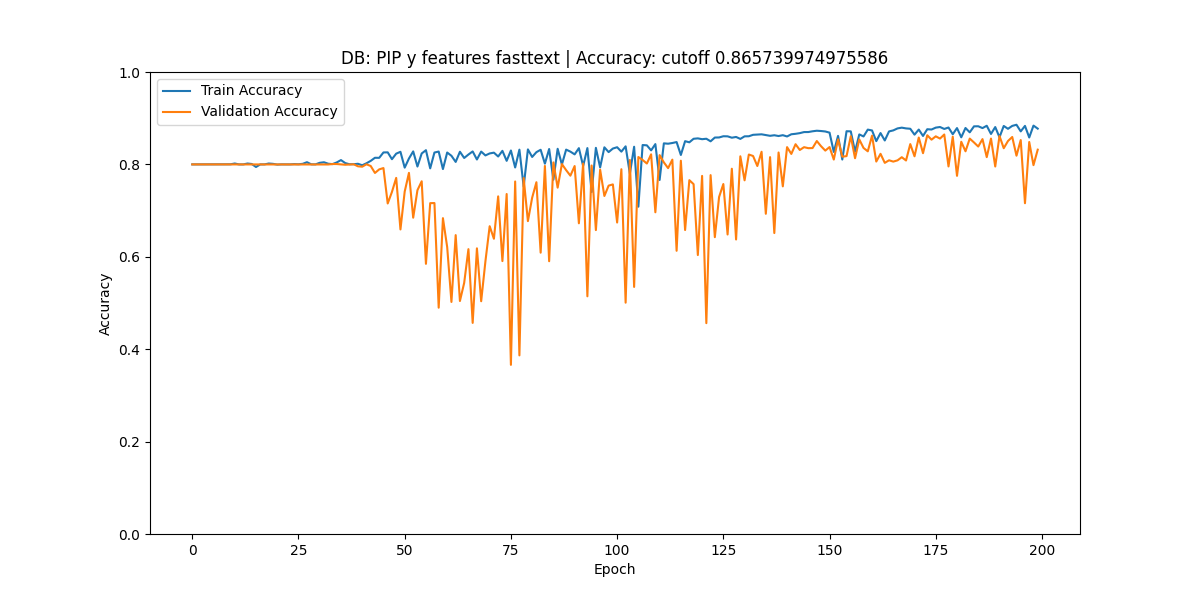 DB: PIP y features fasttext | Accuracy: cutoff 0.865739974975586
Train Accuracy
Validation Accuracy
1.0
0.8
0.6
0.4
0.2
0.0
Accuracy
0 25 50 75 100 125 150 175 200
Epoch